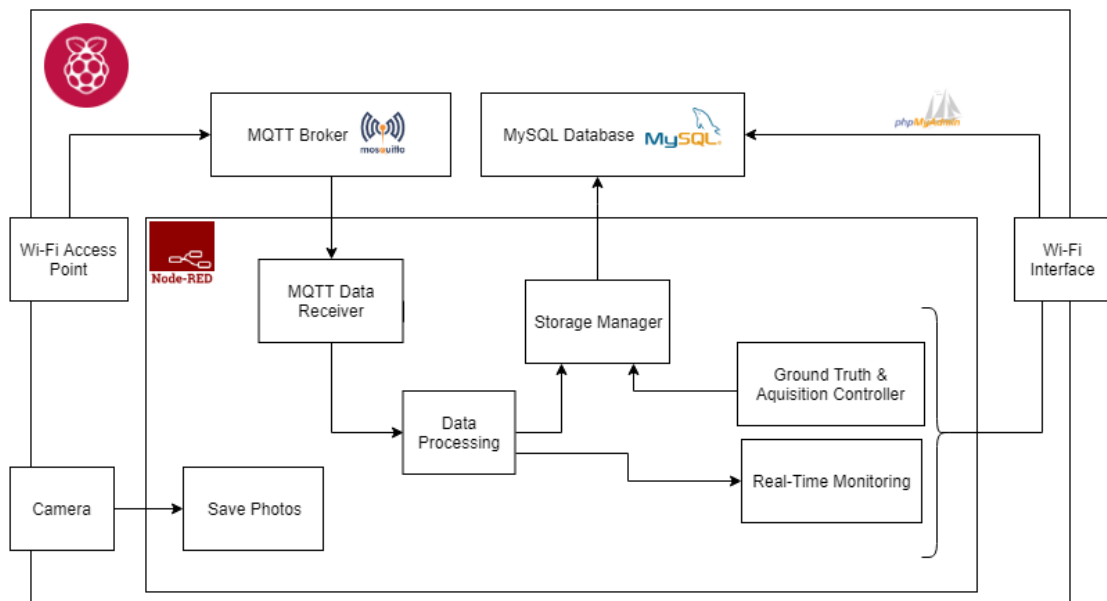 MQTT Broker
mosquitto
MySQL Database
MySQL
phpMyAdmin
Wi-Fi Access
Point
Wi-Fi
Interface
Node-RED
MQTT Data
Receiver
Storage Manager
Ground Truth &
Aquisition Controller
Data
Processing
Real-Time Monitoring
Camera
Save Photos